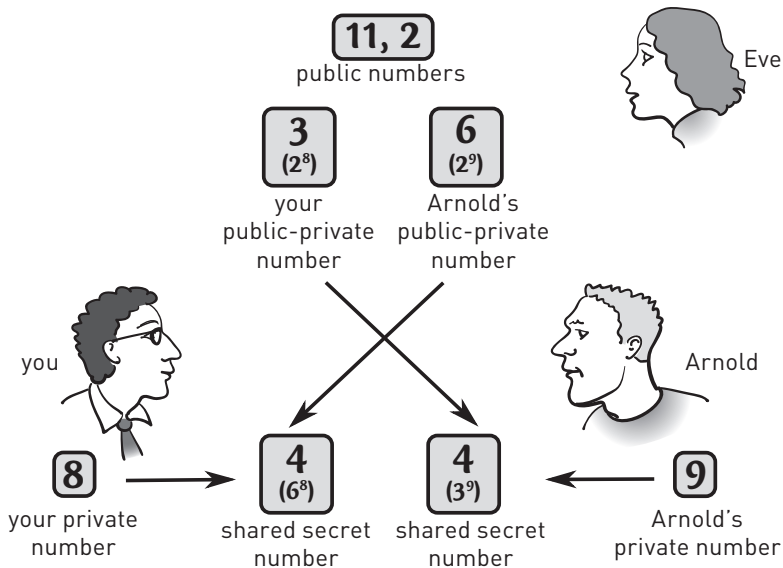 11, 2
public numbers
Eve
3
(2⁸)
your
public-private
number
6
(2⁹)
Arnold's
public-private
number
you
Arnold
8
your private
number
4
(6⁸)
shared secret
number
4
(3⁹)
shared secret
number
9
Arnold's
private number